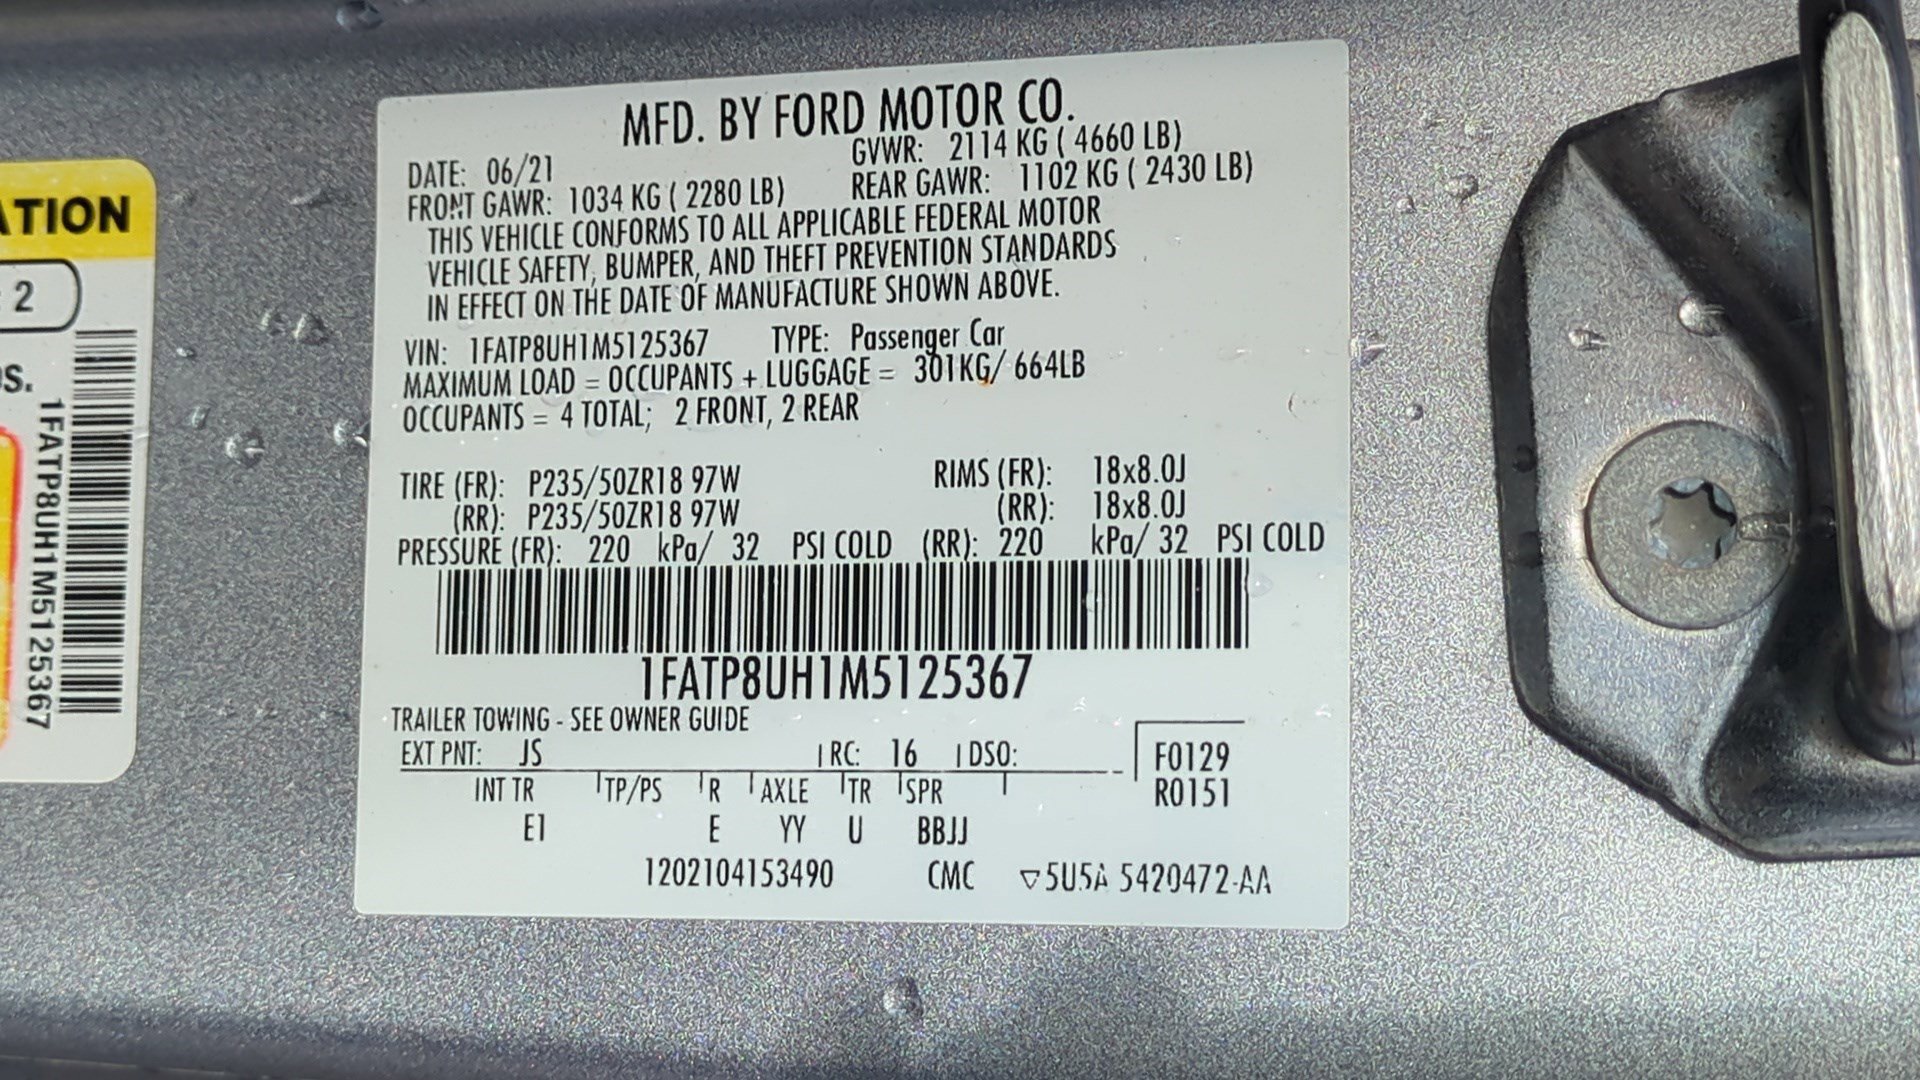 ATION
2
S.
1FATP8UH1M5125367
MFD. BY FORD MOTOR CO.
DATE: 06/21 GVWR: 2114 KG ( 4660 LB)
FRONT GAWR: 1034 KG ( 2280 LB) REAR GAWR: 1102 KG ( 2430 LB)
THIS VEHICLE CONFORMS TO ALL APPLICABLE FEDERAL MOTOR
VEHICLE SAFETY, BUMPER, AND THEFT PREVENTION STANDARDS
IN EFFECT ON THE DATE OF MANUFACTURE SHOWN ABOVE.
VIN: 1FATP8UH1M5125367 TYPE: Passenger Car
MAXIMUM LOAD = OCCUPANTS + LUGGAGE = 301KG/ 664LB
OCCUPANTS = 4 TOTAL; 2 FRONT, 2 REAR
TIRE (FR): P235/50ZR18 97W RIMS (FR): 18x8.0J
(RR): P235/50ZR18 97W (RR): 18x8.0J
PRESSURE (FR): 220 kPa/ 32 PSI COLD (RR): 220 kPa/ 32 PSI COLD
1FATP8UH1M5125367
TRAILER TOWING - SEE OWNER GUIDE
EXT PNT: JS RC: 16 DSO: F0129
INT TR TP/PS R AXLE TR SPR R0151
E1 E YY U BBJJ
1202104153490 CMC ▽5U5A 5420472-AA